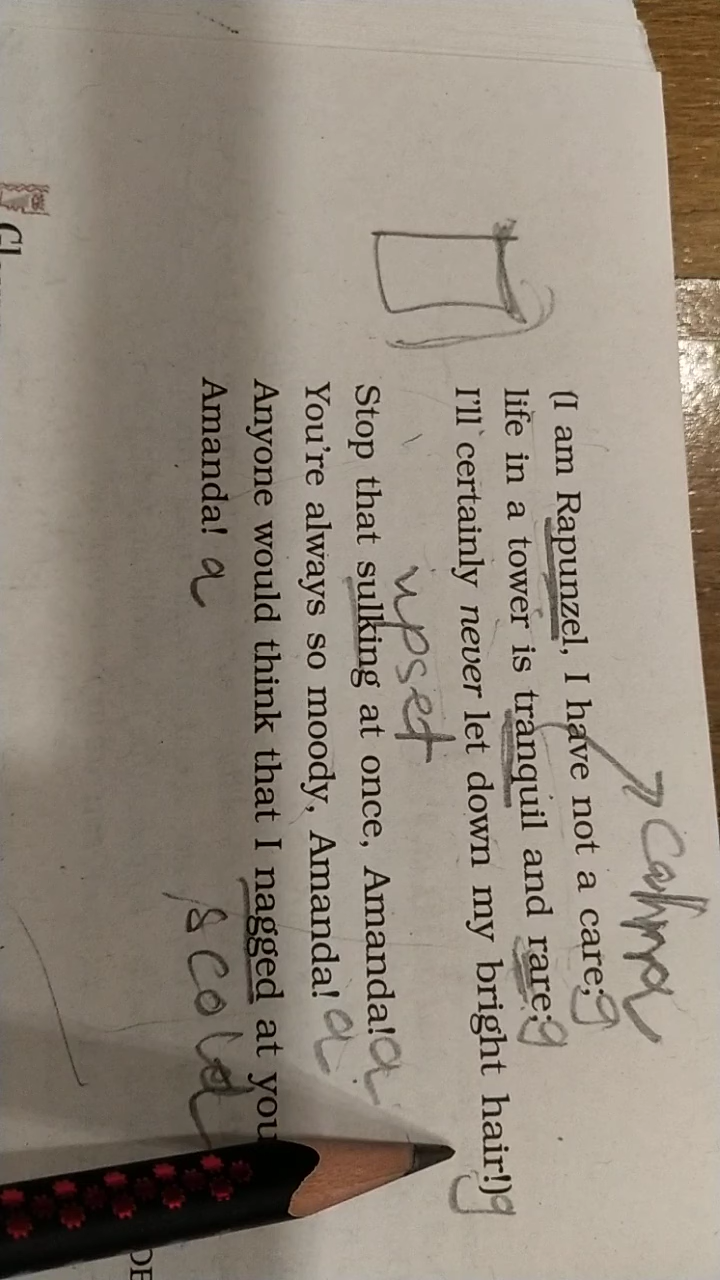 calm
(I am Rapunzel, I have not a care; g
life in a tower is tranquil and rare; g
I'll certainly never let down my bright hair!) g
upset
Stop that sulking at once, Amanda! a
You're always so moody, Amanda! a
Anyone would think that I nagged at you
scold
Amanda! a